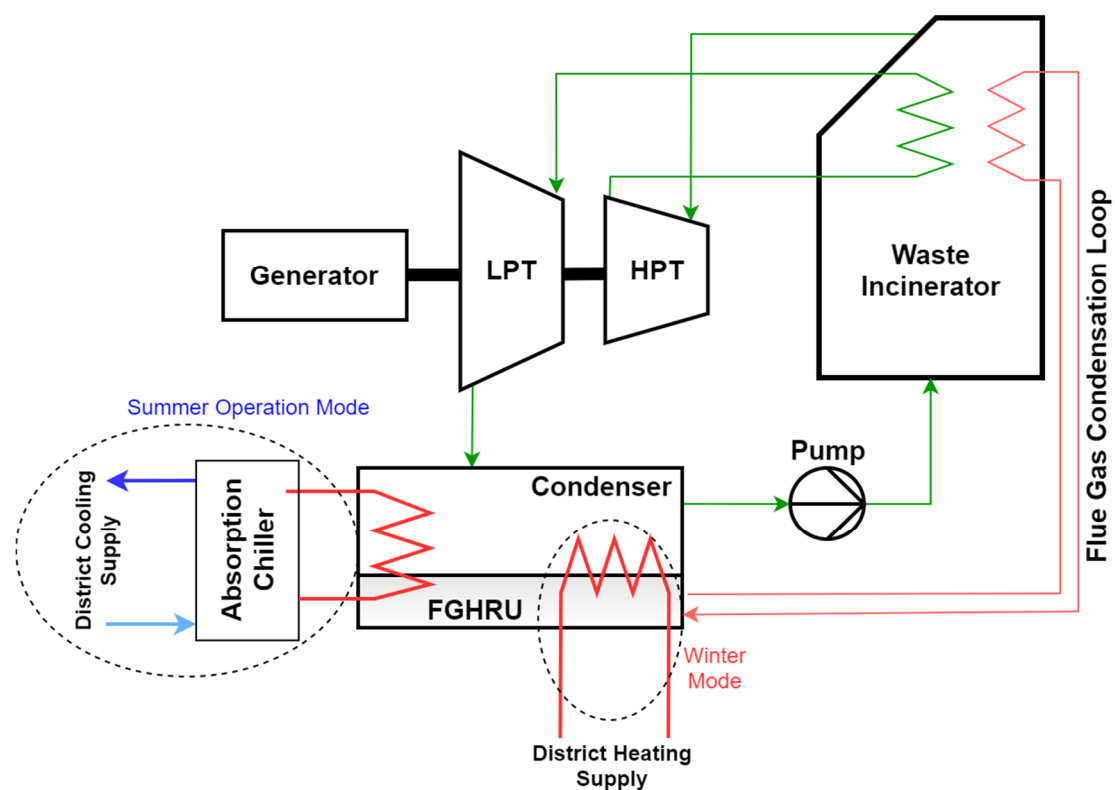 Generator
LPT
HPT
Waste
Incinerator
Flue Gas Condensation Loop
Summer Operation Mode
Pump
Condenser
District Cooling
Supply
Absorption
Chiller
FGHRU
Winter
Mode
District Heating
Supply